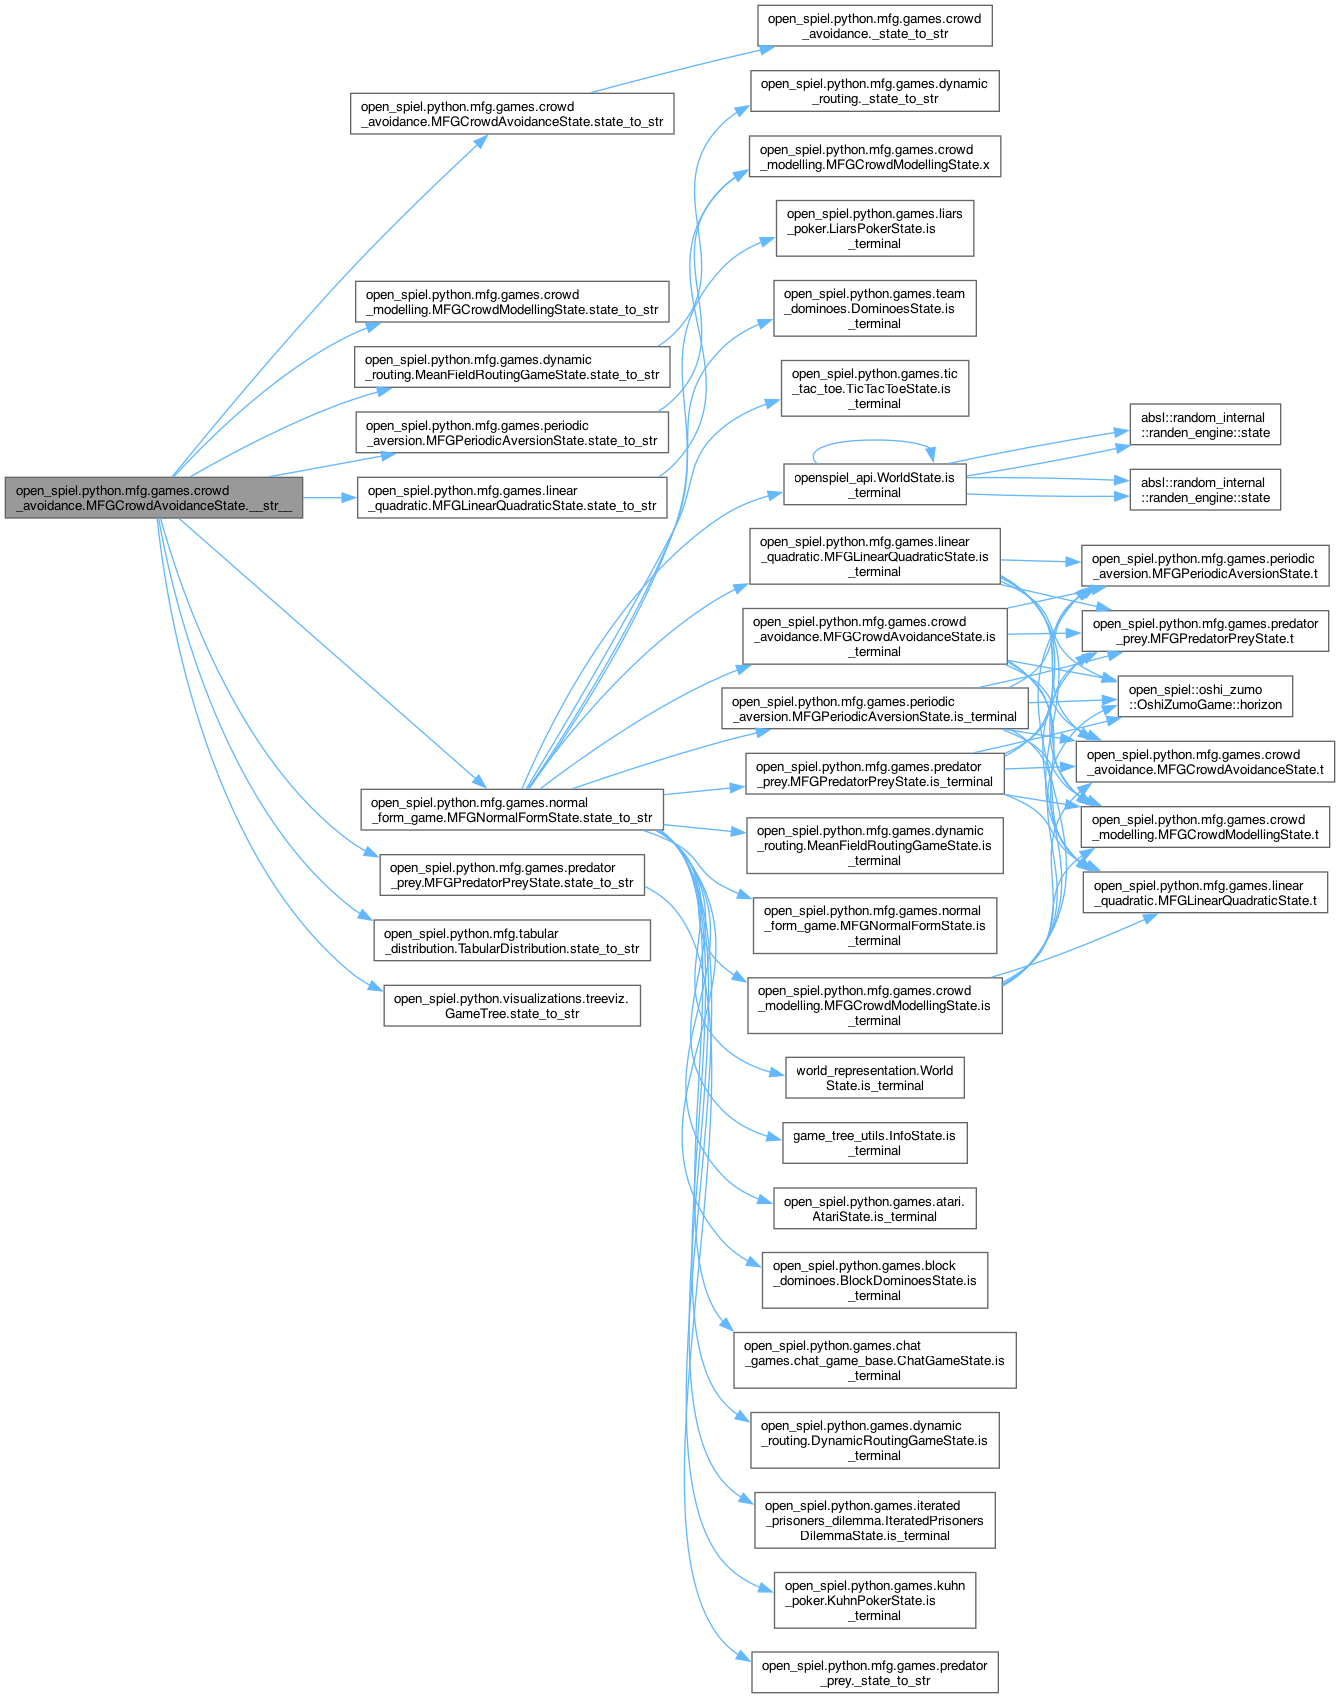 open_spiel.python.mfg.games.crowd
_avoidance.MFGCrowdAvoidanceState.__str__
open_spiel.python.mfg.games.crowd
_avoidance.MFGCrowdAvoidanceState.state_to_str
open_spiel.python.mfg.games.crowd
_modelling.MFGCrowdModellingState.state_to_str
open_spiel.python.mfg.games.dynamic
_routing.MeanFieldRoutingGameState.state_to_str
open_spiel.python.mfg.games.periodic
_aversion.MFGPeriodicAversionState.state_to_str
open_spiel.python.mfg.games.linear
_quadratic.MFGLinearQuadraticState.state_to_str
open_spiel.python.mfg.games.normal
_form_game.MFGNormalFormState.state_to_str
open_spiel.python.mfg.games.predator
_prey.MFGPredatorPreyState.state_to_str
open_spiel.python.mfg.tabular
_distribution.TabularDistribution.state_to_str
open_spiel.python.visualizations.treeviz.
GameTree.state_to_str
open_spiel.python.mfg.games.crowd
_avoidance._state_to_str
open_spiel.python.mfg.games.dynamic
_routing._state_to_str
open_spiel.python.mfg.games.crowd
_modelling.MFGCrowdModellingState.x
open_spiel.python.games.liars
_poker.LiarsPokerState.is
_terminal
open_spiel.python.games.team
_dominoes.DominoesState.is
_terminal
open_spiel.python.games.tic
_tac_toe.TicTacToeState.is
_terminal
openspiel_api.WorldState.is
_terminal
open_spiel.python.mfg.games.linear
_quadratic.MFGLinearQuadraticState.is
_terminal
open_spiel.python.mfg.games.crowd
_avoidance.MFGCrowdAvoidanceState.is
_terminal
open_spiel.python.mfg.games.periodic
_aversion.MFGPeriodicAversionState.is_terminal
open_spiel.python.mfg.games.predator
_prey.MFGPredatorPreyState.is_terminal
open_spiel.python.mfg.games.dynamic
_routing.MeanFieldRoutingGameState.is
_terminal
open_spiel.python.mfg.games.normal
_form_game.MFGNormalFormState.is
_terminal
open_spiel.python.mfg.games.crowd
_modelling.MFGCrowdModellingState.is
_terminal
world_representation.World
State.is_terminal
game_tree_utils.InfoState.is
_terminal
open_spiel.python.games.atari.
AtariState.is_terminal
open_spiel.python.games.block
_dominoes.BlockDominoesState.is
_terminal
open_spiel.python.games.chat
_games.chat_game_base.ChatGameState.is
_terminal
open_spiel.python.games.dynamic
_routing.DynamicRoutingGameState.is
_terminal
open_spiel.python.games.iterated
_prisoners_dilemma.IteratedPrisoners
DilemmaState.is_terminal
open_spiel.python.games.kuhn
_poker.KuhnPokerState.is
_terminal
open_spiel.python.mfg.games.predator
_prey._state_to_str
absl::random_internal
::randen_engine::state
absl::random_internal
::randen_engine::state
open_spiel.python.mfg.games.periodic
_aversion.MFGPeriodicAversionState.t
open_spiel.python.mfg.games.predator
_prey.MFGPredatorPreyState.t
open_spiel::oshi_zumo
::OshiZumoGame::horizon
open_spiel.python.mfg.games.crowd
_avoidance.MFGCrowdAvoidanceState.t
open_spiel.python.mfg.games.crowd
_modelling.MFGCrowdModellingState.t
open_spiel.python.mfg.games.linear
_quadratic.MFGLinearQuadraticState.t